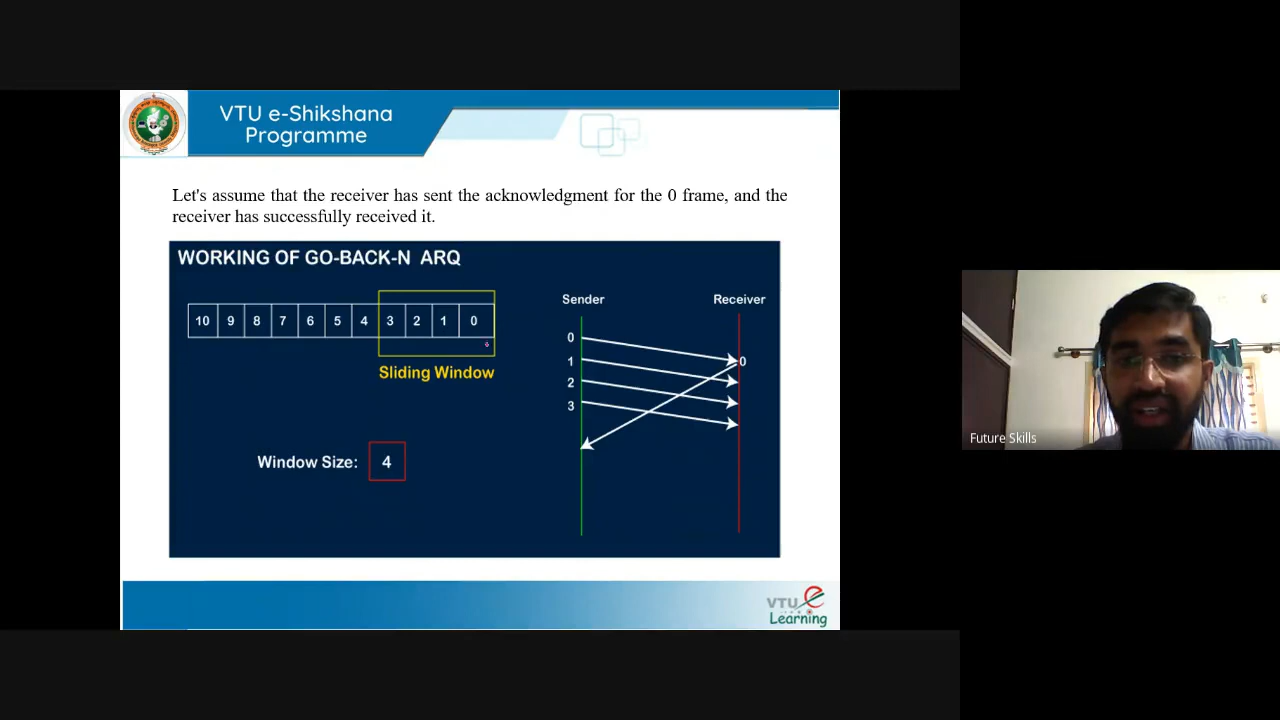 VTU e-Shikshana
Programme
Let's assume that the receiver has sent the acknowledgment for the 0 frame, and the
receiver has successfully received it.
WORKING OF GO-BACK-N ARQ
10 9 8 7 6 5 4 3 2 1 0
Sliding Window
Window Size: 4
Sender Receiver
0
1 0
2
3
VTU e
Learning
Future Skills